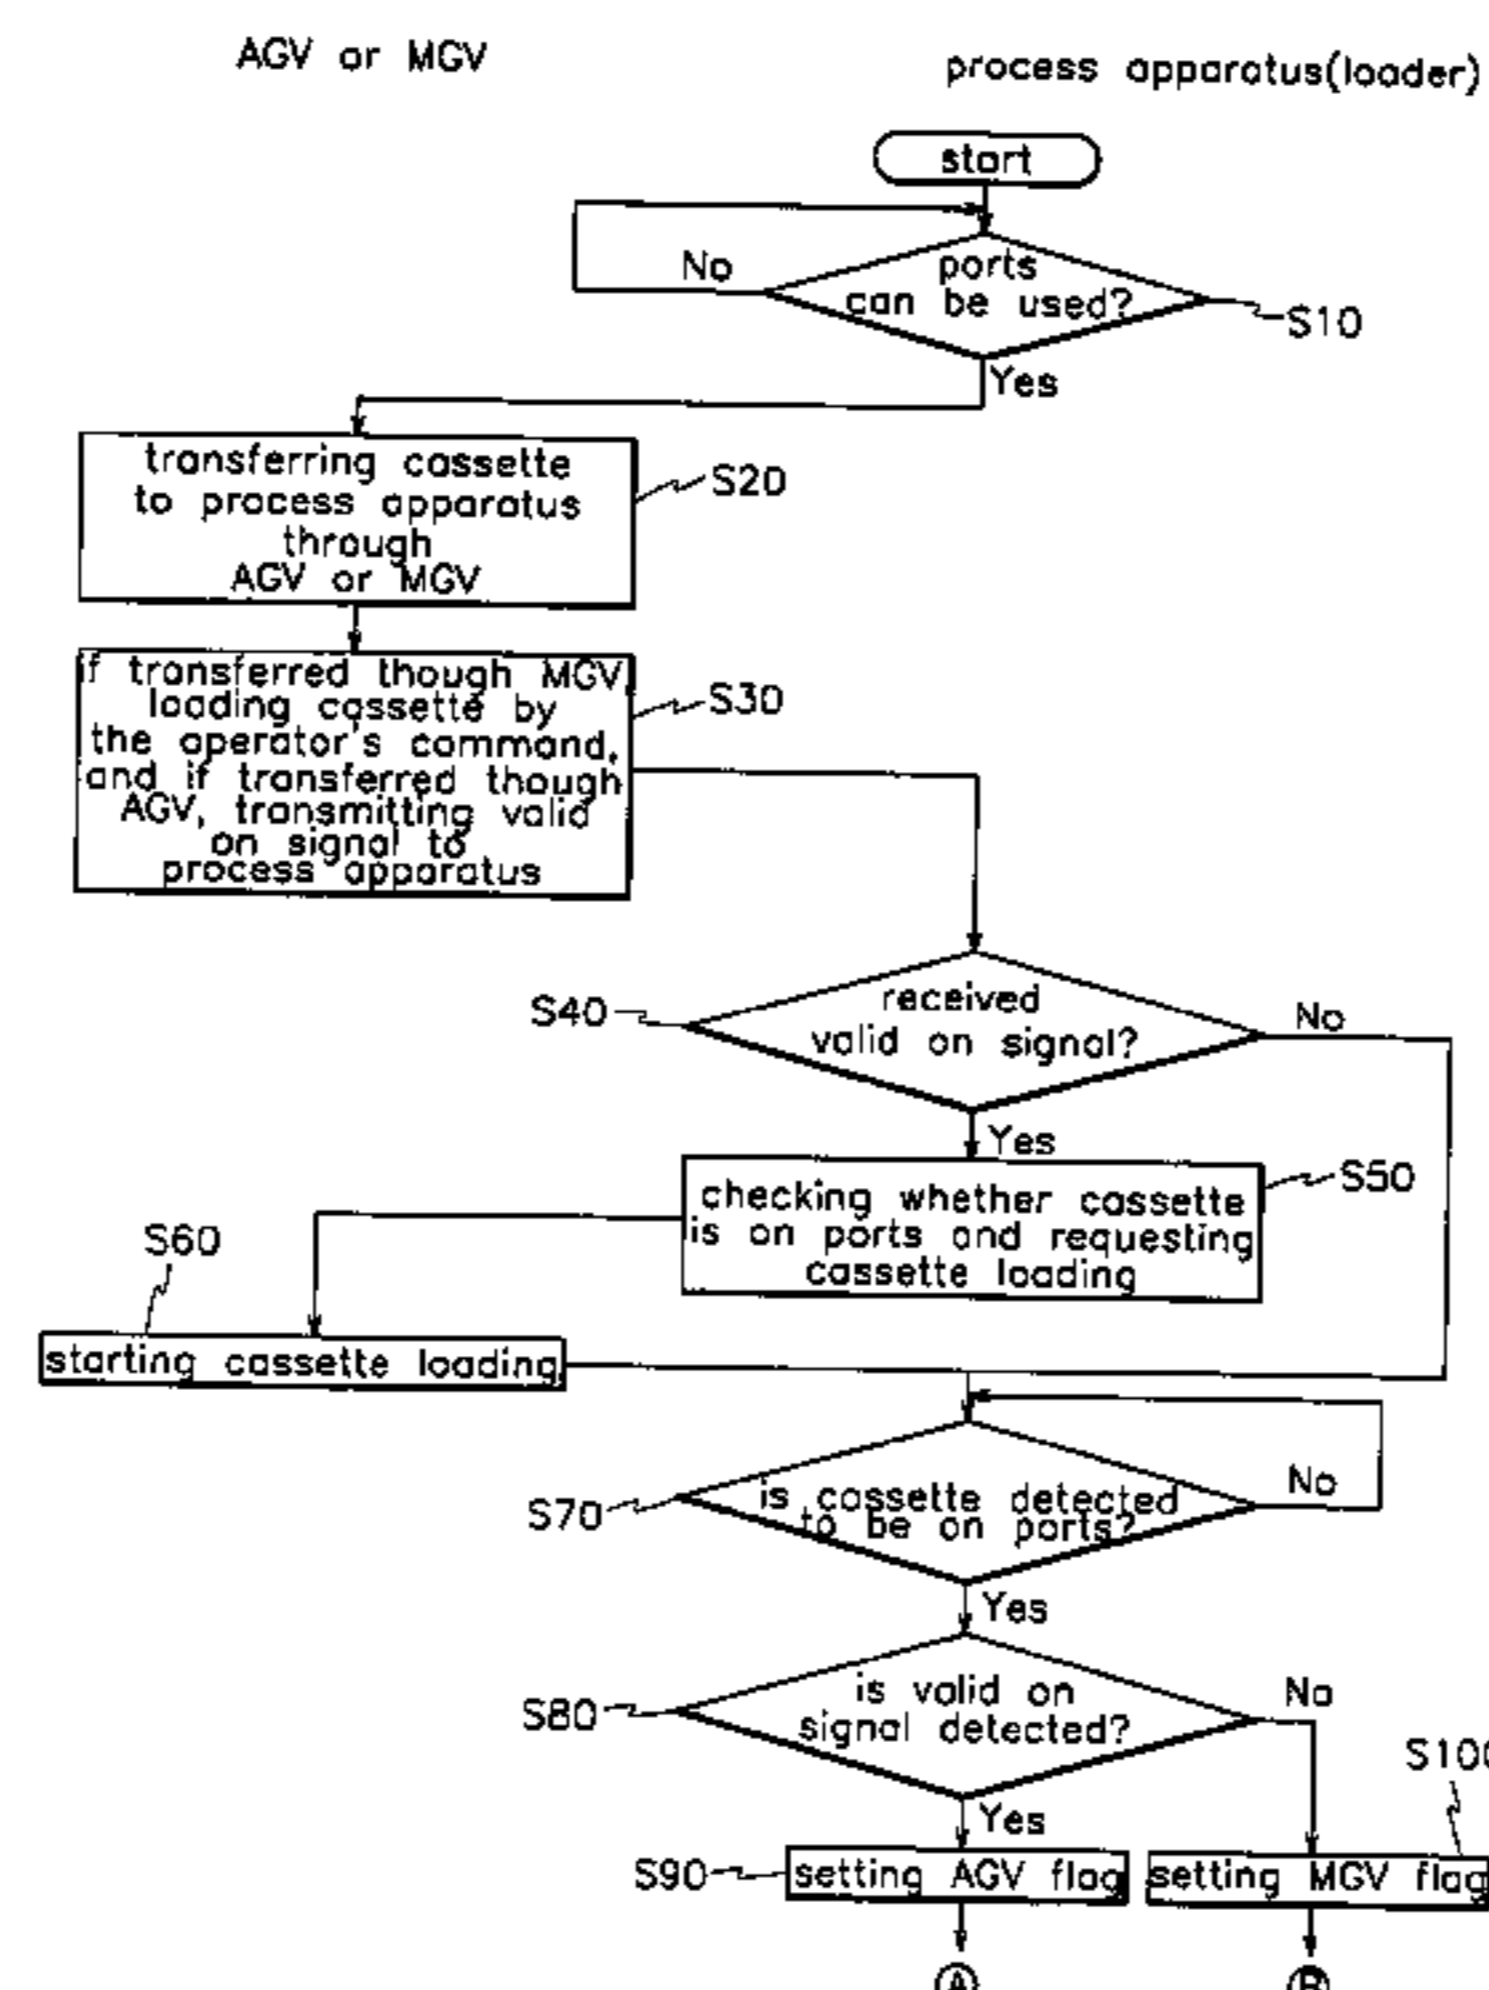 AGV or MGV
process apparatus(loader)
start
ports
can be used?
No
S10
Yes
transferring cassette
to process apparatus
through
AGV or MGV
S20
if transferred though MGV
loading cassette by
the operator's command,
and if transferred though
AGV, transmitting valid
on signal to
process apparatus
S30
received
valid on signal?
S40
No
Yes
checking whether cassette
is on ports and requesting
cassette loading
S50
S60
starting cassette loading
is cassette detected
to be on ports?
S70
No
Yes
is valid on
signal detected?
S80
No
Yes
S100
S90
setting AGV flag
setting MGV flag
A
B